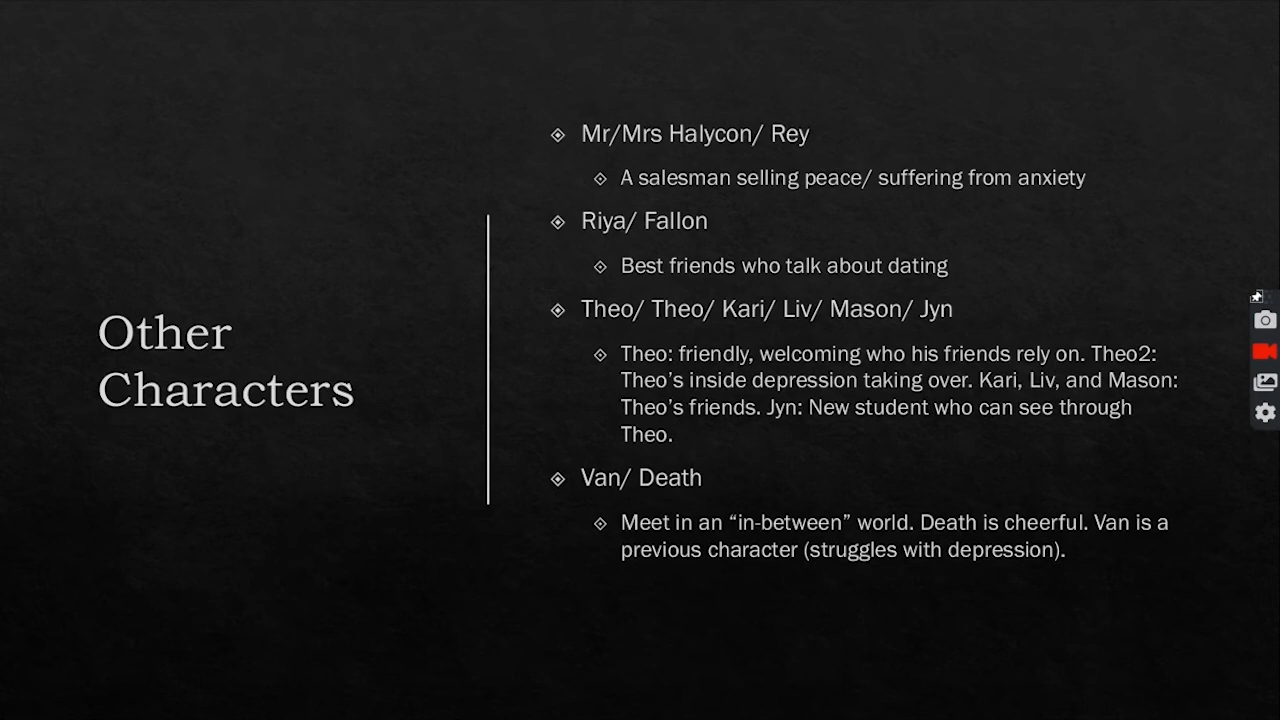 Other
Characters
Mr/Mrs Halycon/ Rey
A salesman selling peace/ suffering from anxiety
Riya/ Fallon
Best friends who talk about dating
Theo/ Theo/ Kari/ Liv/ Mason/ Jyn
Theo: friendly, welcoming who his friends rely on. Theo2:
Theo’s inside depression taking over. Kari, Liv, and Mason:
Theo’s friends. Jyn: New student who can see through
Theo.
Van/ Death
Meet in an “in-between” world. Death is cheerful. Van is a
previous character (struggles with depression).